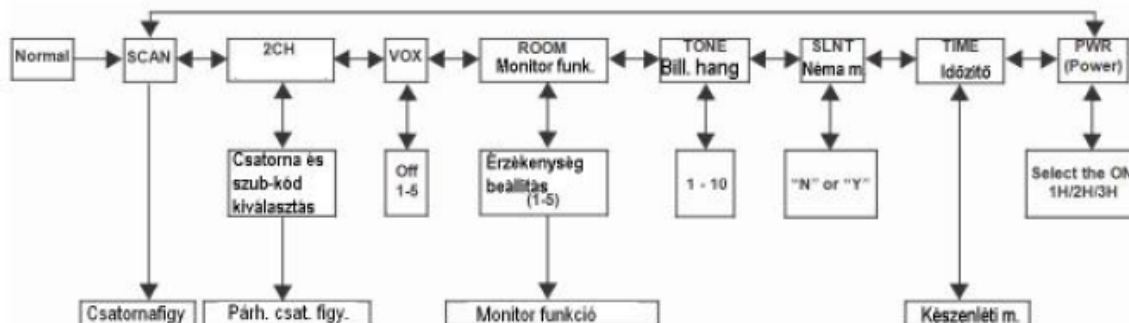 Normal
SCAN
2CH
VOX
ROOM
Monitor funk.
TONE
Bill. hang
SLNT
Néma m.
TIME
Időzítő
PWR
(Power)
Csatorna és
szub-kód
kiválasztás
Off
1-5
Érzèkenysèg
beàllitàs
(1-5)
1 - 10
“N” or “Y”
Select the ON
1H/2H/3H
Csatornafigy
Párh. csat. figy.
Monitor funkció
Készenléti m.